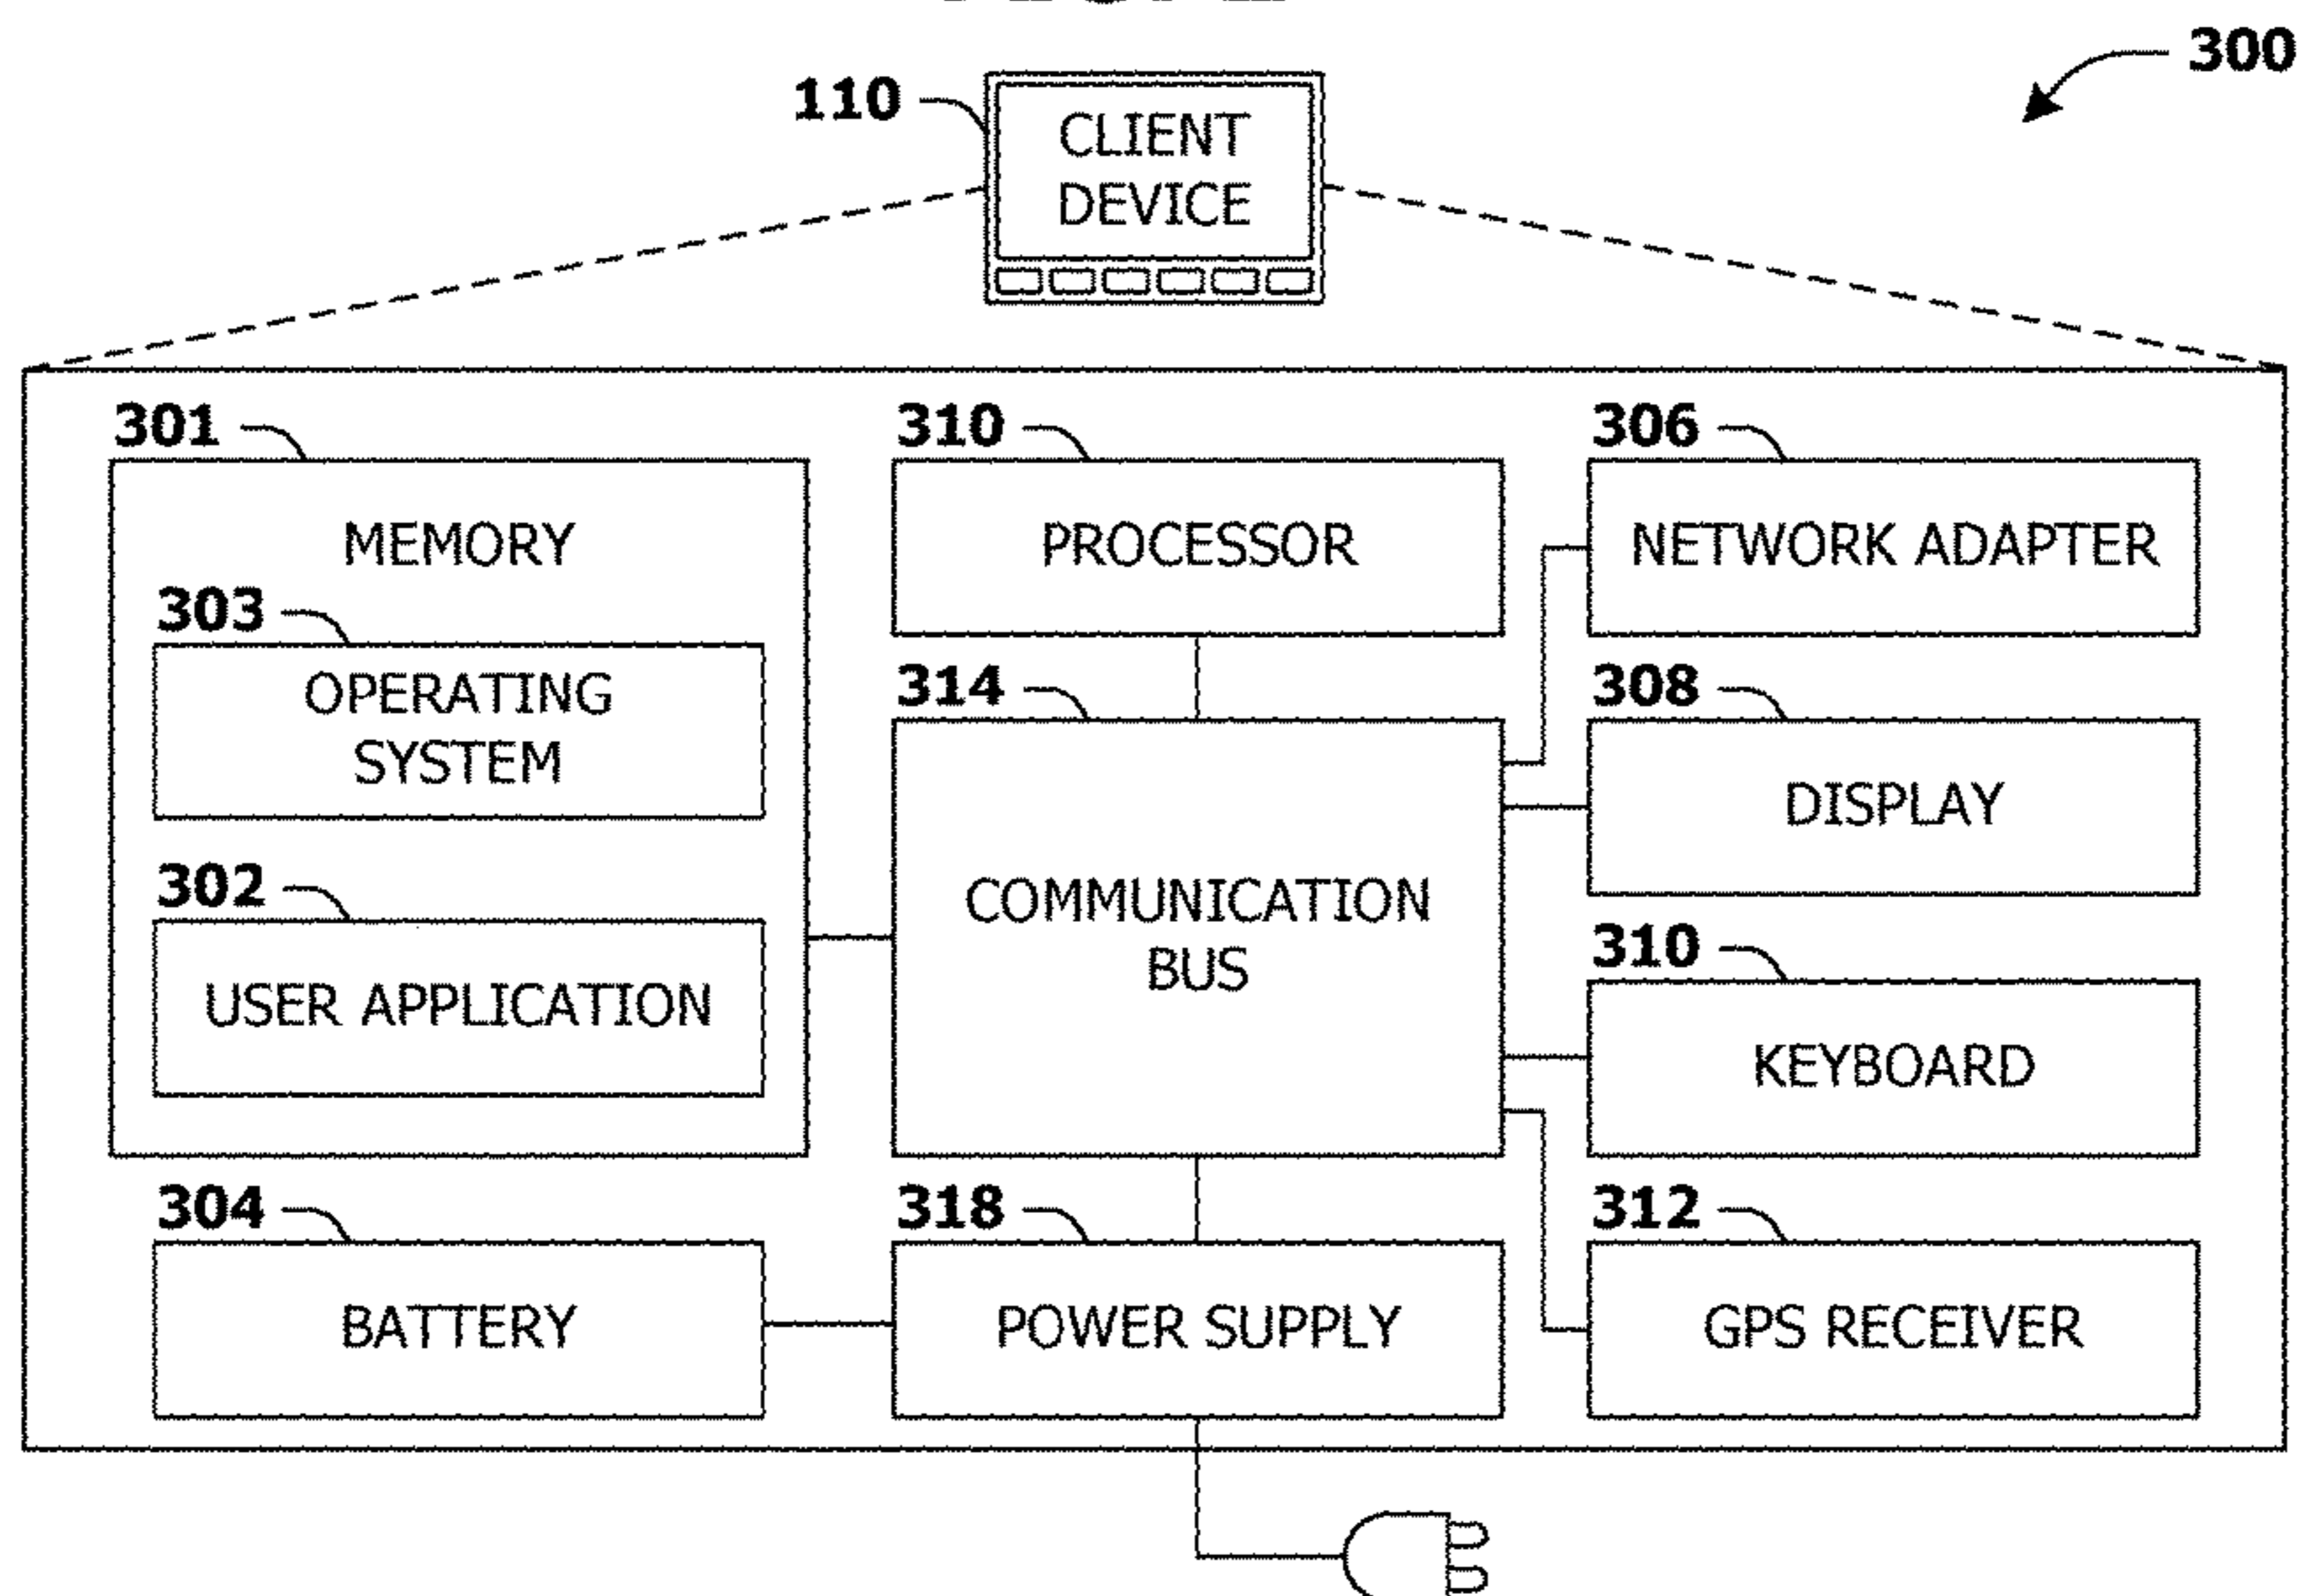 300
110
CLIENT
DEVICE
301
310
306
MEMORY
PROCESSOR
NETWORK ADAPTER
303
OPERATING
SYSTEM
314
308
COMMUNICATION
BUS
DISPLAY
302
USER APPLICATION
310
KEYBOARD
304
318
312
BATTERY
POWER SUPPLY
GPS RECEIVER